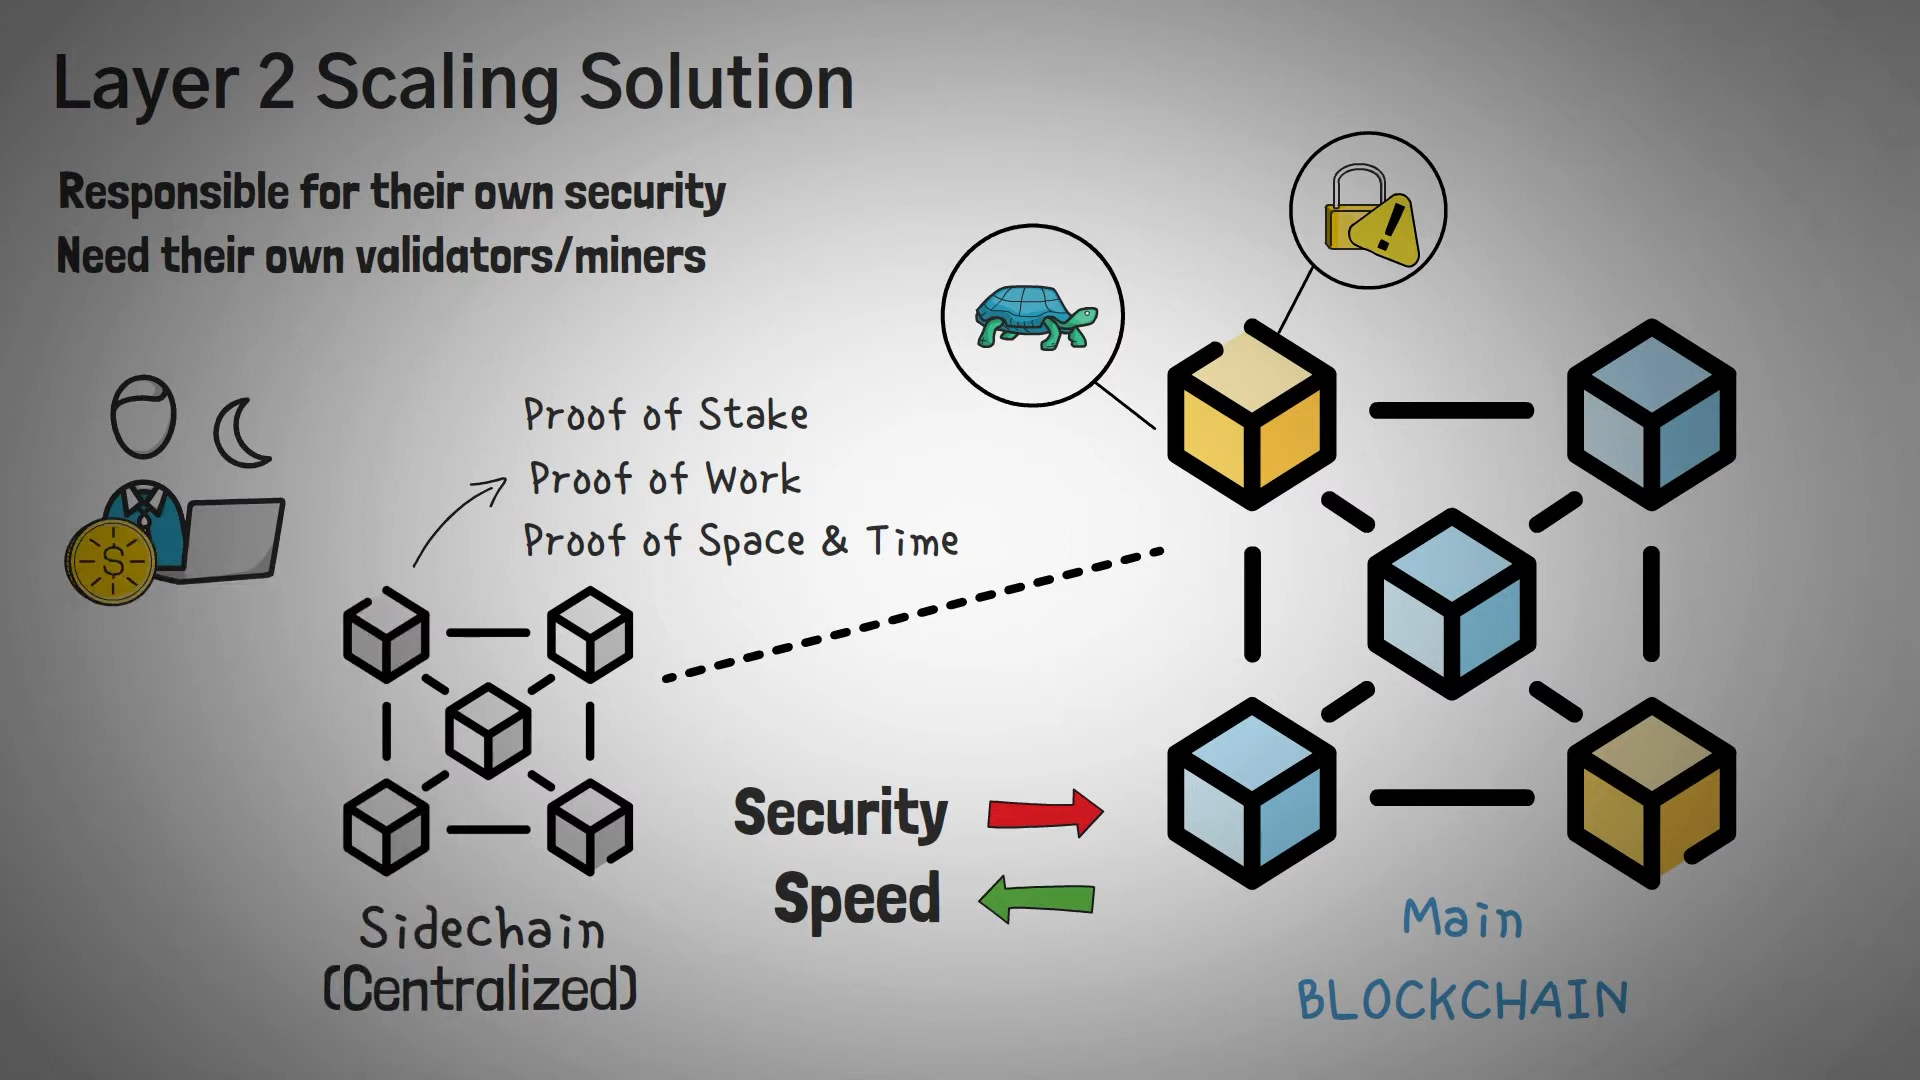 Layer 2 Scaling Solution
Responsible for their own security
Need their own validators/miners
Proof of Stake
Proof of Work
Proof of Space & Time
$
!
Security
Speed
Sidechain
(Centralized)
Main
BLOCKCHAIN